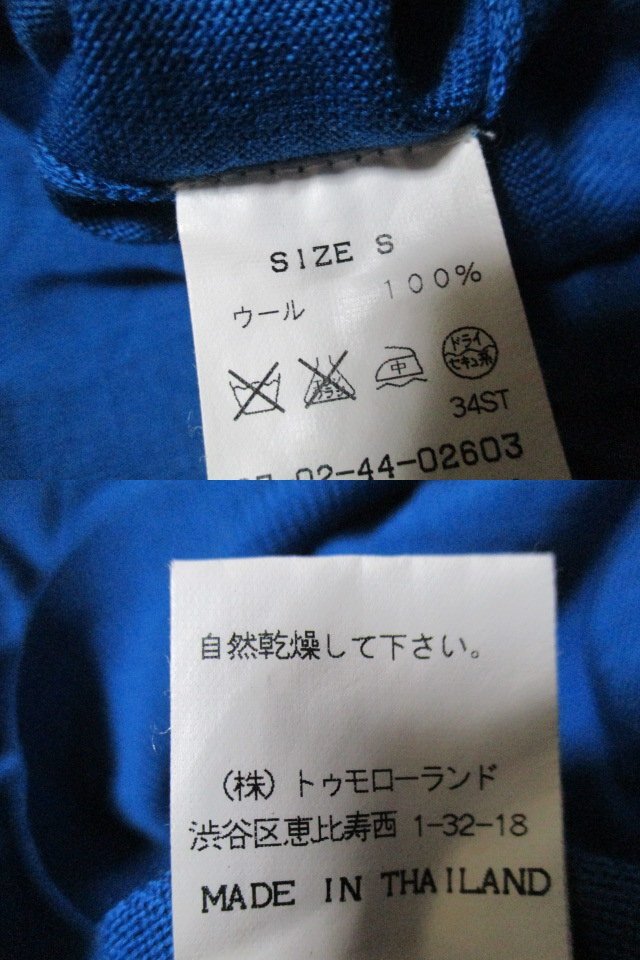 SIZE S
ウール 100%
中 ドライ
セキユ系
34ST
02-44-02603
自然乾燥して下さい。
(株) トゥモローランド
渋谷区恵比寿西 1-32-18
MADE IN THAILAND